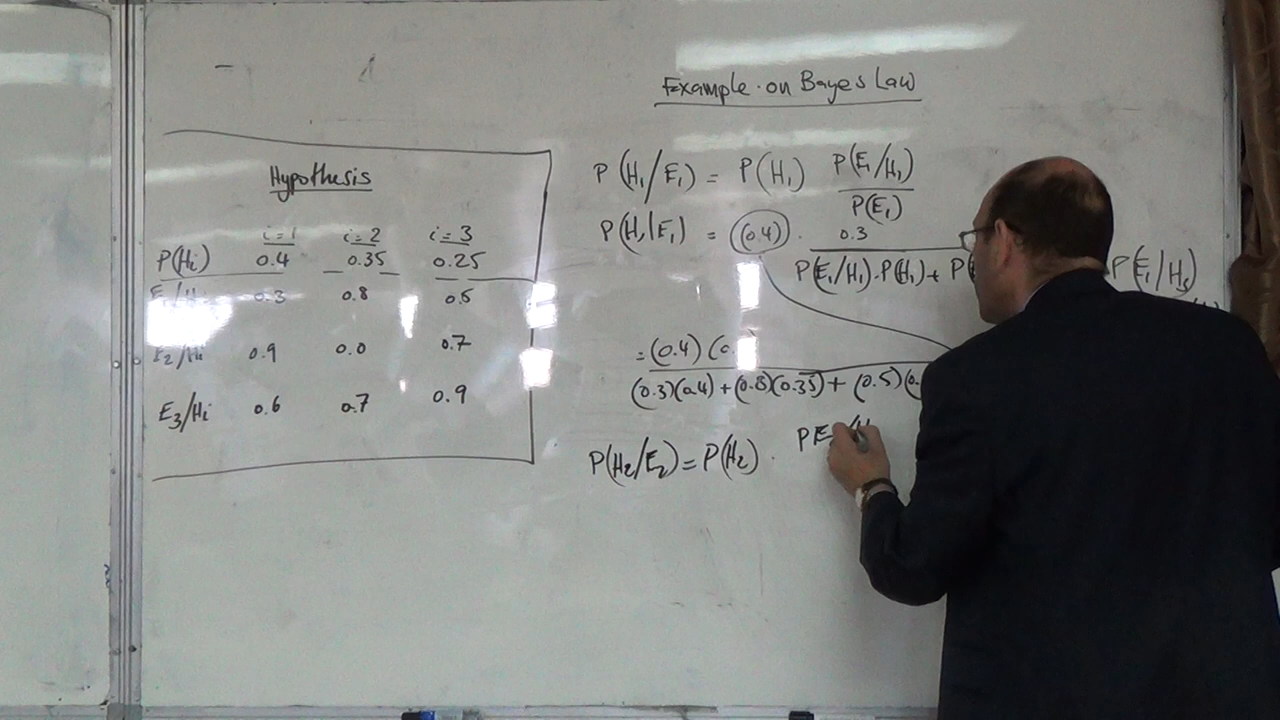 Example on Bayes Law
Hypothesis
i=1 i=2 i=3
P(Hi) 0.4 0.35 0.25
E1/Hi 0.3 0.8 0.5
E2/Hi 0.9 0.0 0.7
E3/Hi 0.6 0.7 0.9
P(H1/E1) = P(H1) P(E1/H1)
P(E1)
P(H1|E1) = (0.4) . 0.3
P(E1/H1).P(H1)+ P( P(E1/H3)
= (0.4) (0.
(0.3)(0.4)+(0.8)(0.35)+ (0.5)(0.
P(H2/E2) = P(H2) . PE